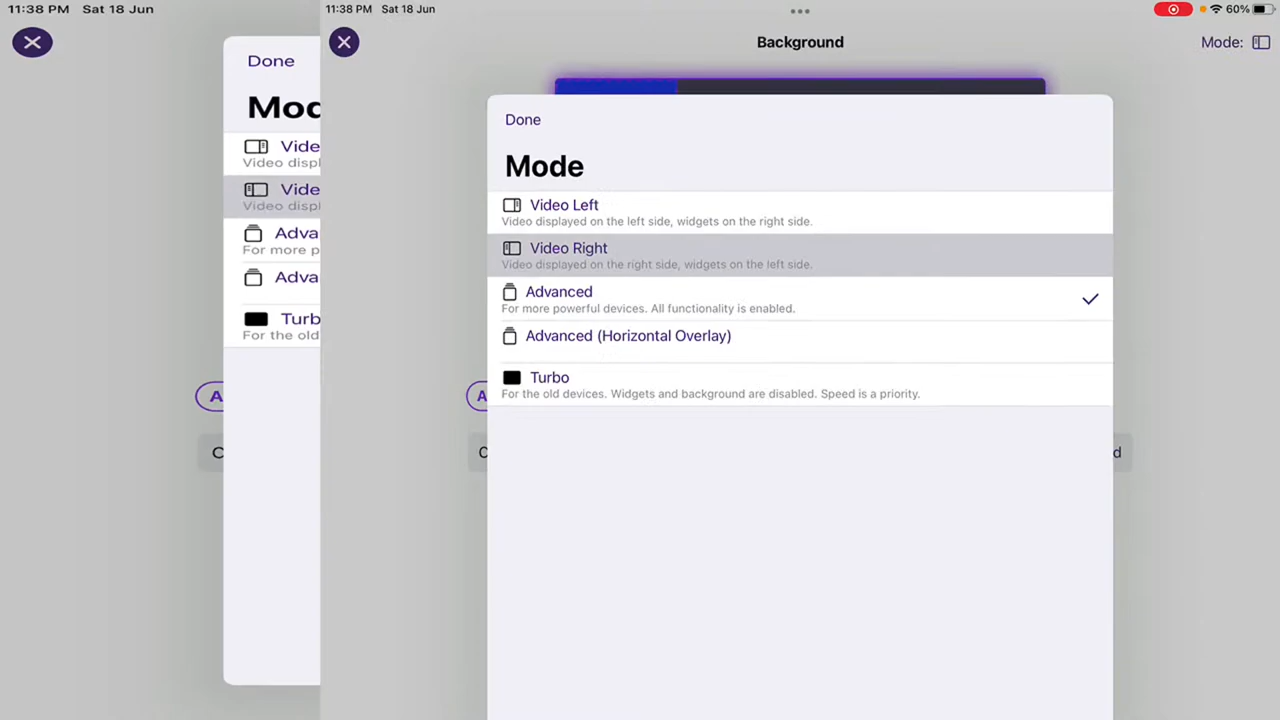 11:38 PM Sat 18 Jun
Done
Mod
Vide
Video displ
Vide
Video disp
Adva
For more p
Adva
Turb
For the old
A
C
11:38 PM Sat 18 Jun
60%
Background
Mode:
Done
Mode
Video Left
Video displayed on the left side, widgets on the right side.
Video Right
Video displayed on the right side, widgets on the left side.
Advanced
For more powerful devices. All functionality is enabled.
Advanced (Horizontal Overlay)
Turbo
For the old devices. Widgets and background are disabled. Speed is a priority.
A
C
d